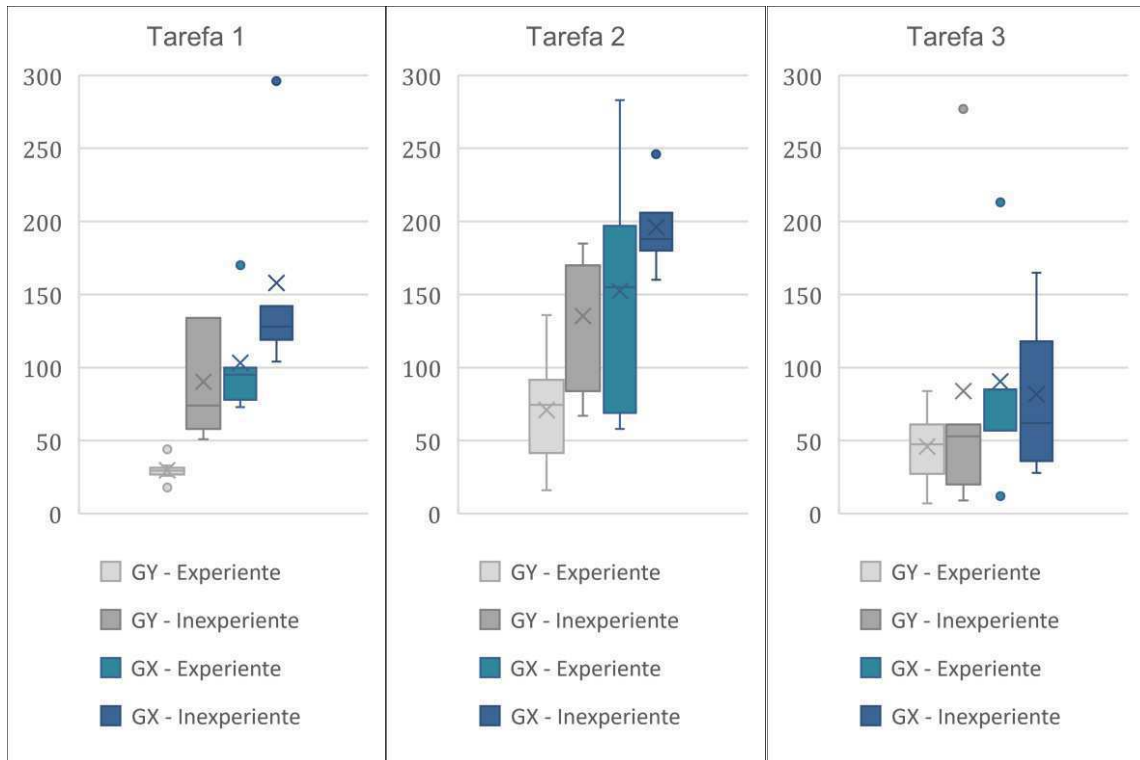 Tarefa 1
300
250
200
150
100
50
0
GY - Experiente
GY - Inexperiente
GX - Experiente
GX - Inexperiente
Tarefa 2
300
250
200
150
100
50
0
GY - Experiente
GY - Inexperiente
GX - Experiente
GX - Inexperiente
Tarefa 3
300
250
200
150
100
50
0
GY - Experiente
GY - Inexperiente
GX - Experiente
GX - Inexperiente